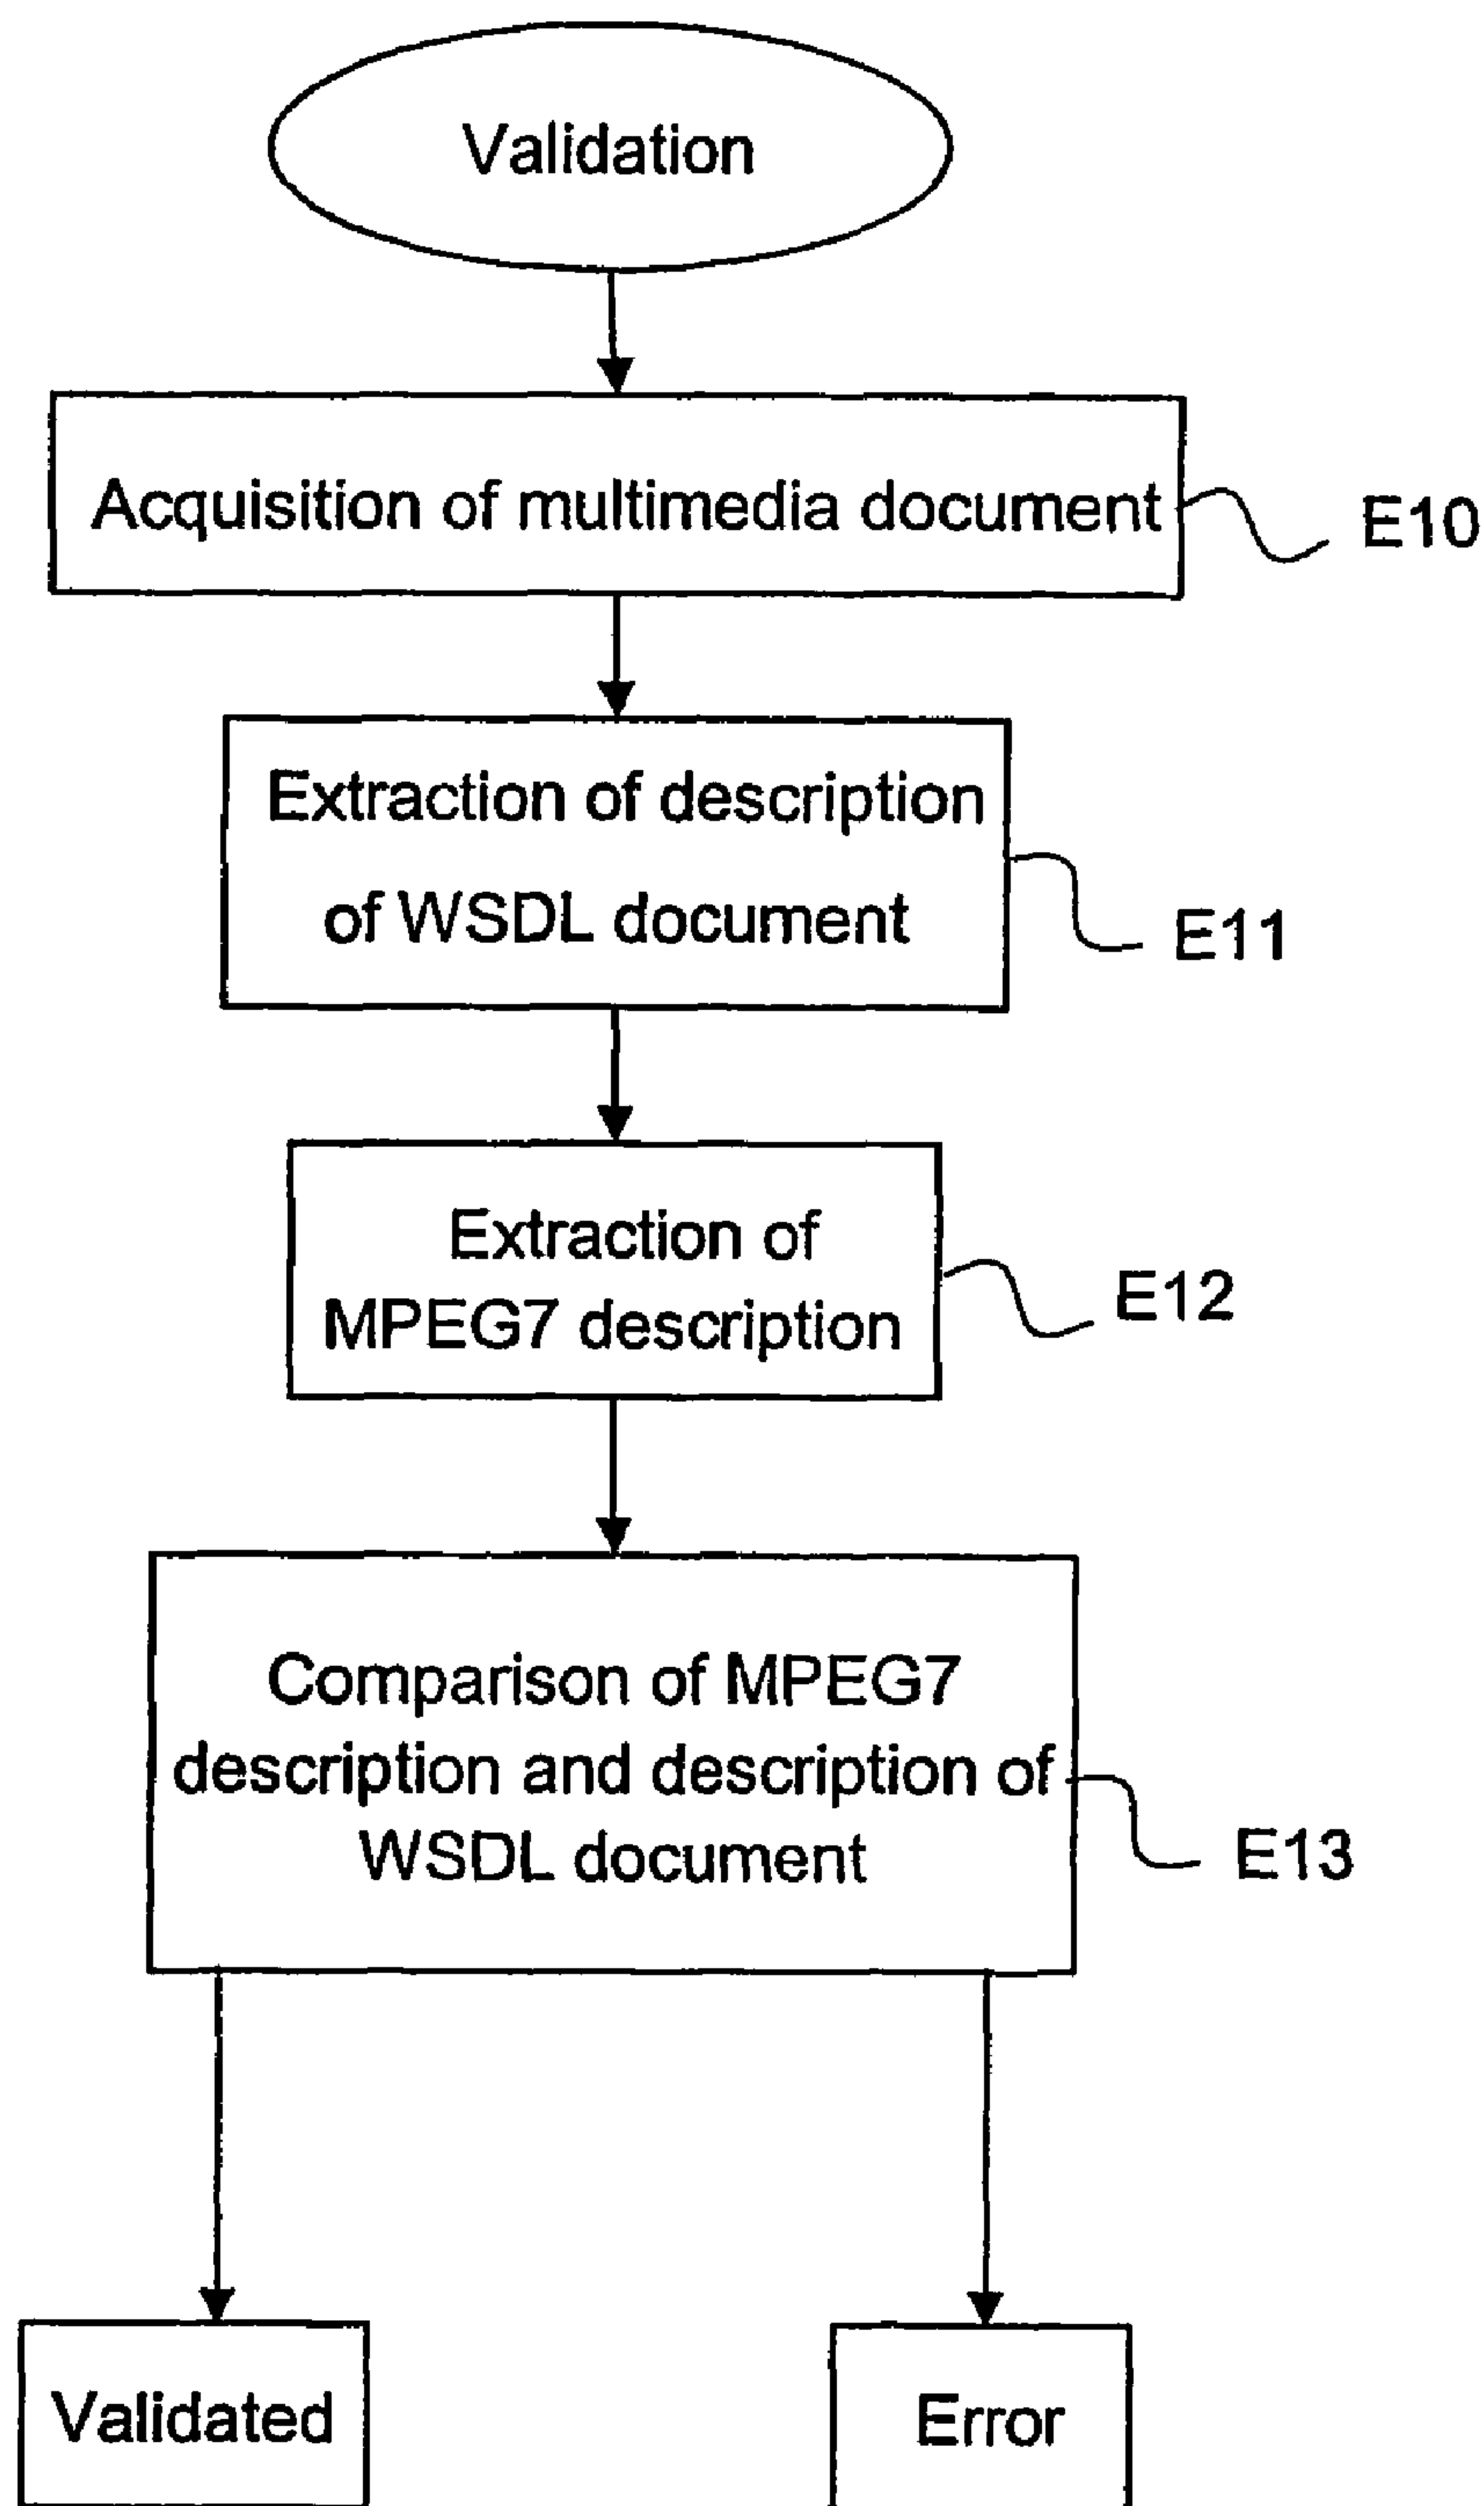 Validation
Acquisition of multimedia document
E10
Extraction of description
of WSDL document
E11
Extraction of
MPEG7 description
E12
Comparison of MPEG7
description and description of
WSDL document
E13
Validated
Error